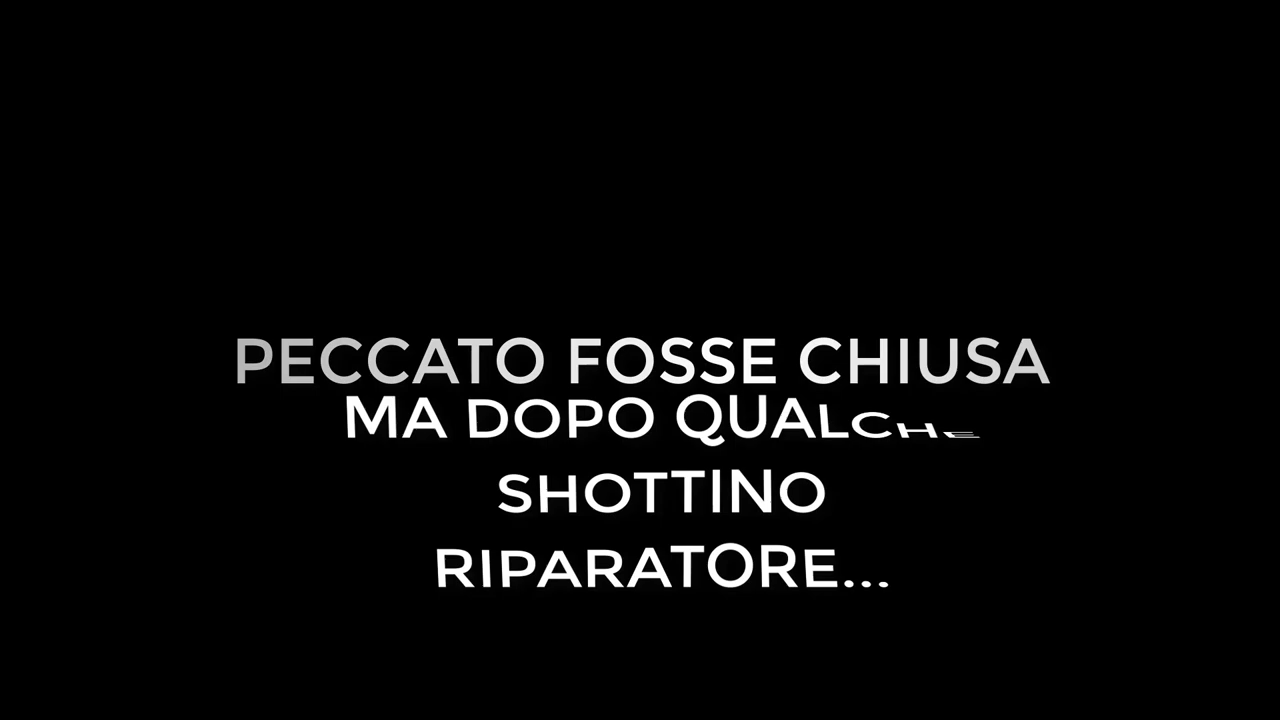 PECCATO FOSSE CHIUSA
MA DOPO QUALCHE
SHOTTINO
RIPARATORE...